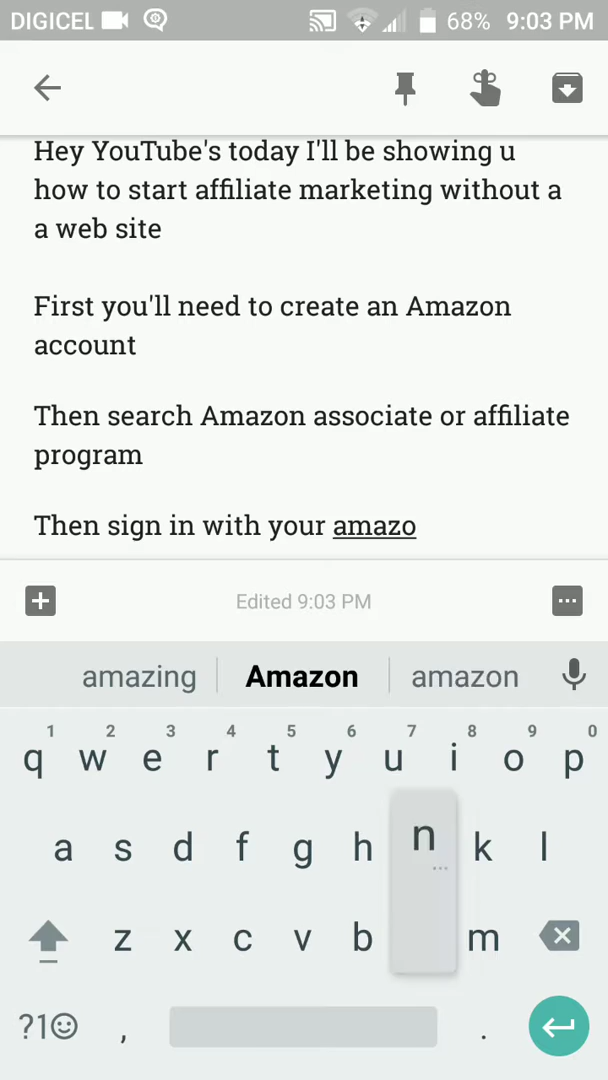 DIGICEL 68% 9:03 PM
Hey YouTube's today I'll be showing u
how to start affiliate marketing without a
a web site
First you'll need to create an Amazon
account
Then search Amazon associate or affiliate
program
Then sign in with your amazo
Edited 9:03 PM
amazing Amazon amazon
1 2 3 4 5 6 7 8 9 0
q w e r t y u i o p
a s d f g h n k l
z x c v b m
?1☺ , .